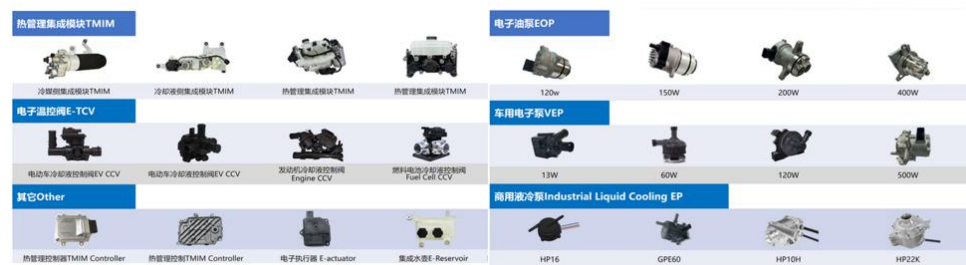 热管理集成模块TMIM
冷媒侧集成模块TMIM
冷却液侧集成模块TMIM
热管理集成模块TMIM
热管理集成模块TMIM
电子温控阀E-TCV
电动车冷却液控制阀EV CCV
电动车冷却液控制阀EV CCV
发动机冷却液控制阀
Engine CCV
燃料电池冷却液控制阀
Fuel Cell CCV
其它Other
热管理控制器TMIM Controller
热管理控制TMIM Controller
电子执行器 E-actuator
集成水壶E-Reservoir
电子油泵EOP
120w
150W
200W
400W
车用电子泵VEP
13W
60W
120W
500W
商用液冷泵Industrial Liquid Cooling EP
HP16
GPE60
HP10H
HP22K